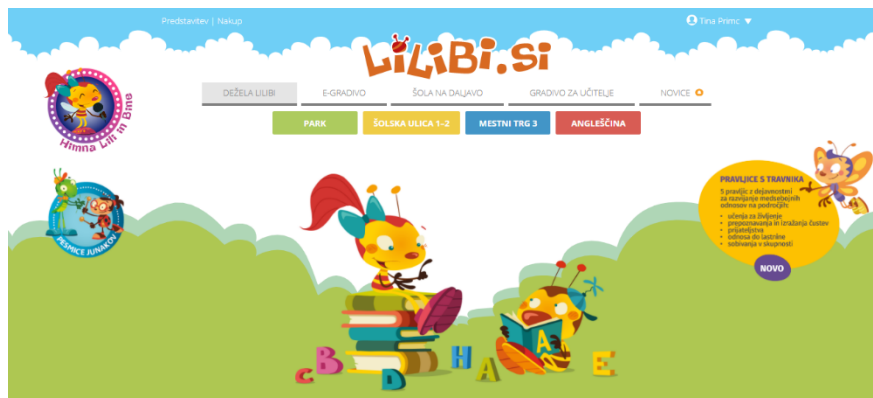 Predstavitev | Nakup
Tina Primc
LiLiBi.Si
DEŽELA LILIBI
E-GRADIVO
ŠOLA NA DALJAVO
GRADIVO ZA UČITELJE
NOVICE
PARK
ŠOLSKA ULICA 1–2
MESTNI TRG 3
ANGLEŠČINA
Himna Lili in Bine
PESMICE JUNAKOV
PRAVLJICE S TRAVNIKA
5 pravljic z dejavnostmi
za razvijanje medsebojnih
odnosov na področjih:
• učenja za življenje
• prepoznavanja in izražanja čustev
• prijateljstva
• odnosa do lastnine
• sobivanja v skupnosti
NOVO
C B D H A E
A